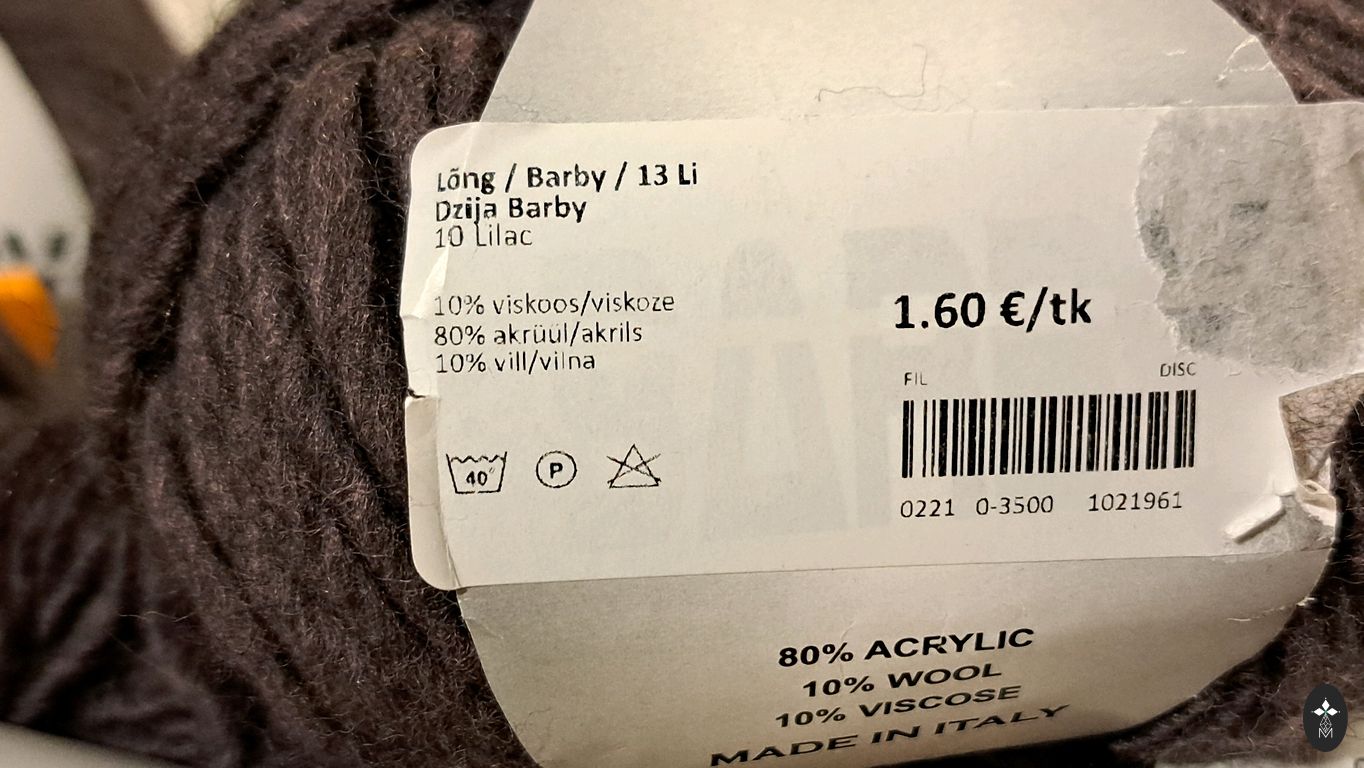 Lõng / Barby / 13 Li
Dzija Barby
10 Lilac
10% viskoos/viskoze
80% akrüül/akrils
10% vill/vilna
40°
P
1.60 €/tk
FIL DISC
0221 0-3500 1021961
80% ACRYLIC
10% WOOL
10% VISCOSE
MADE IN ITALY
M